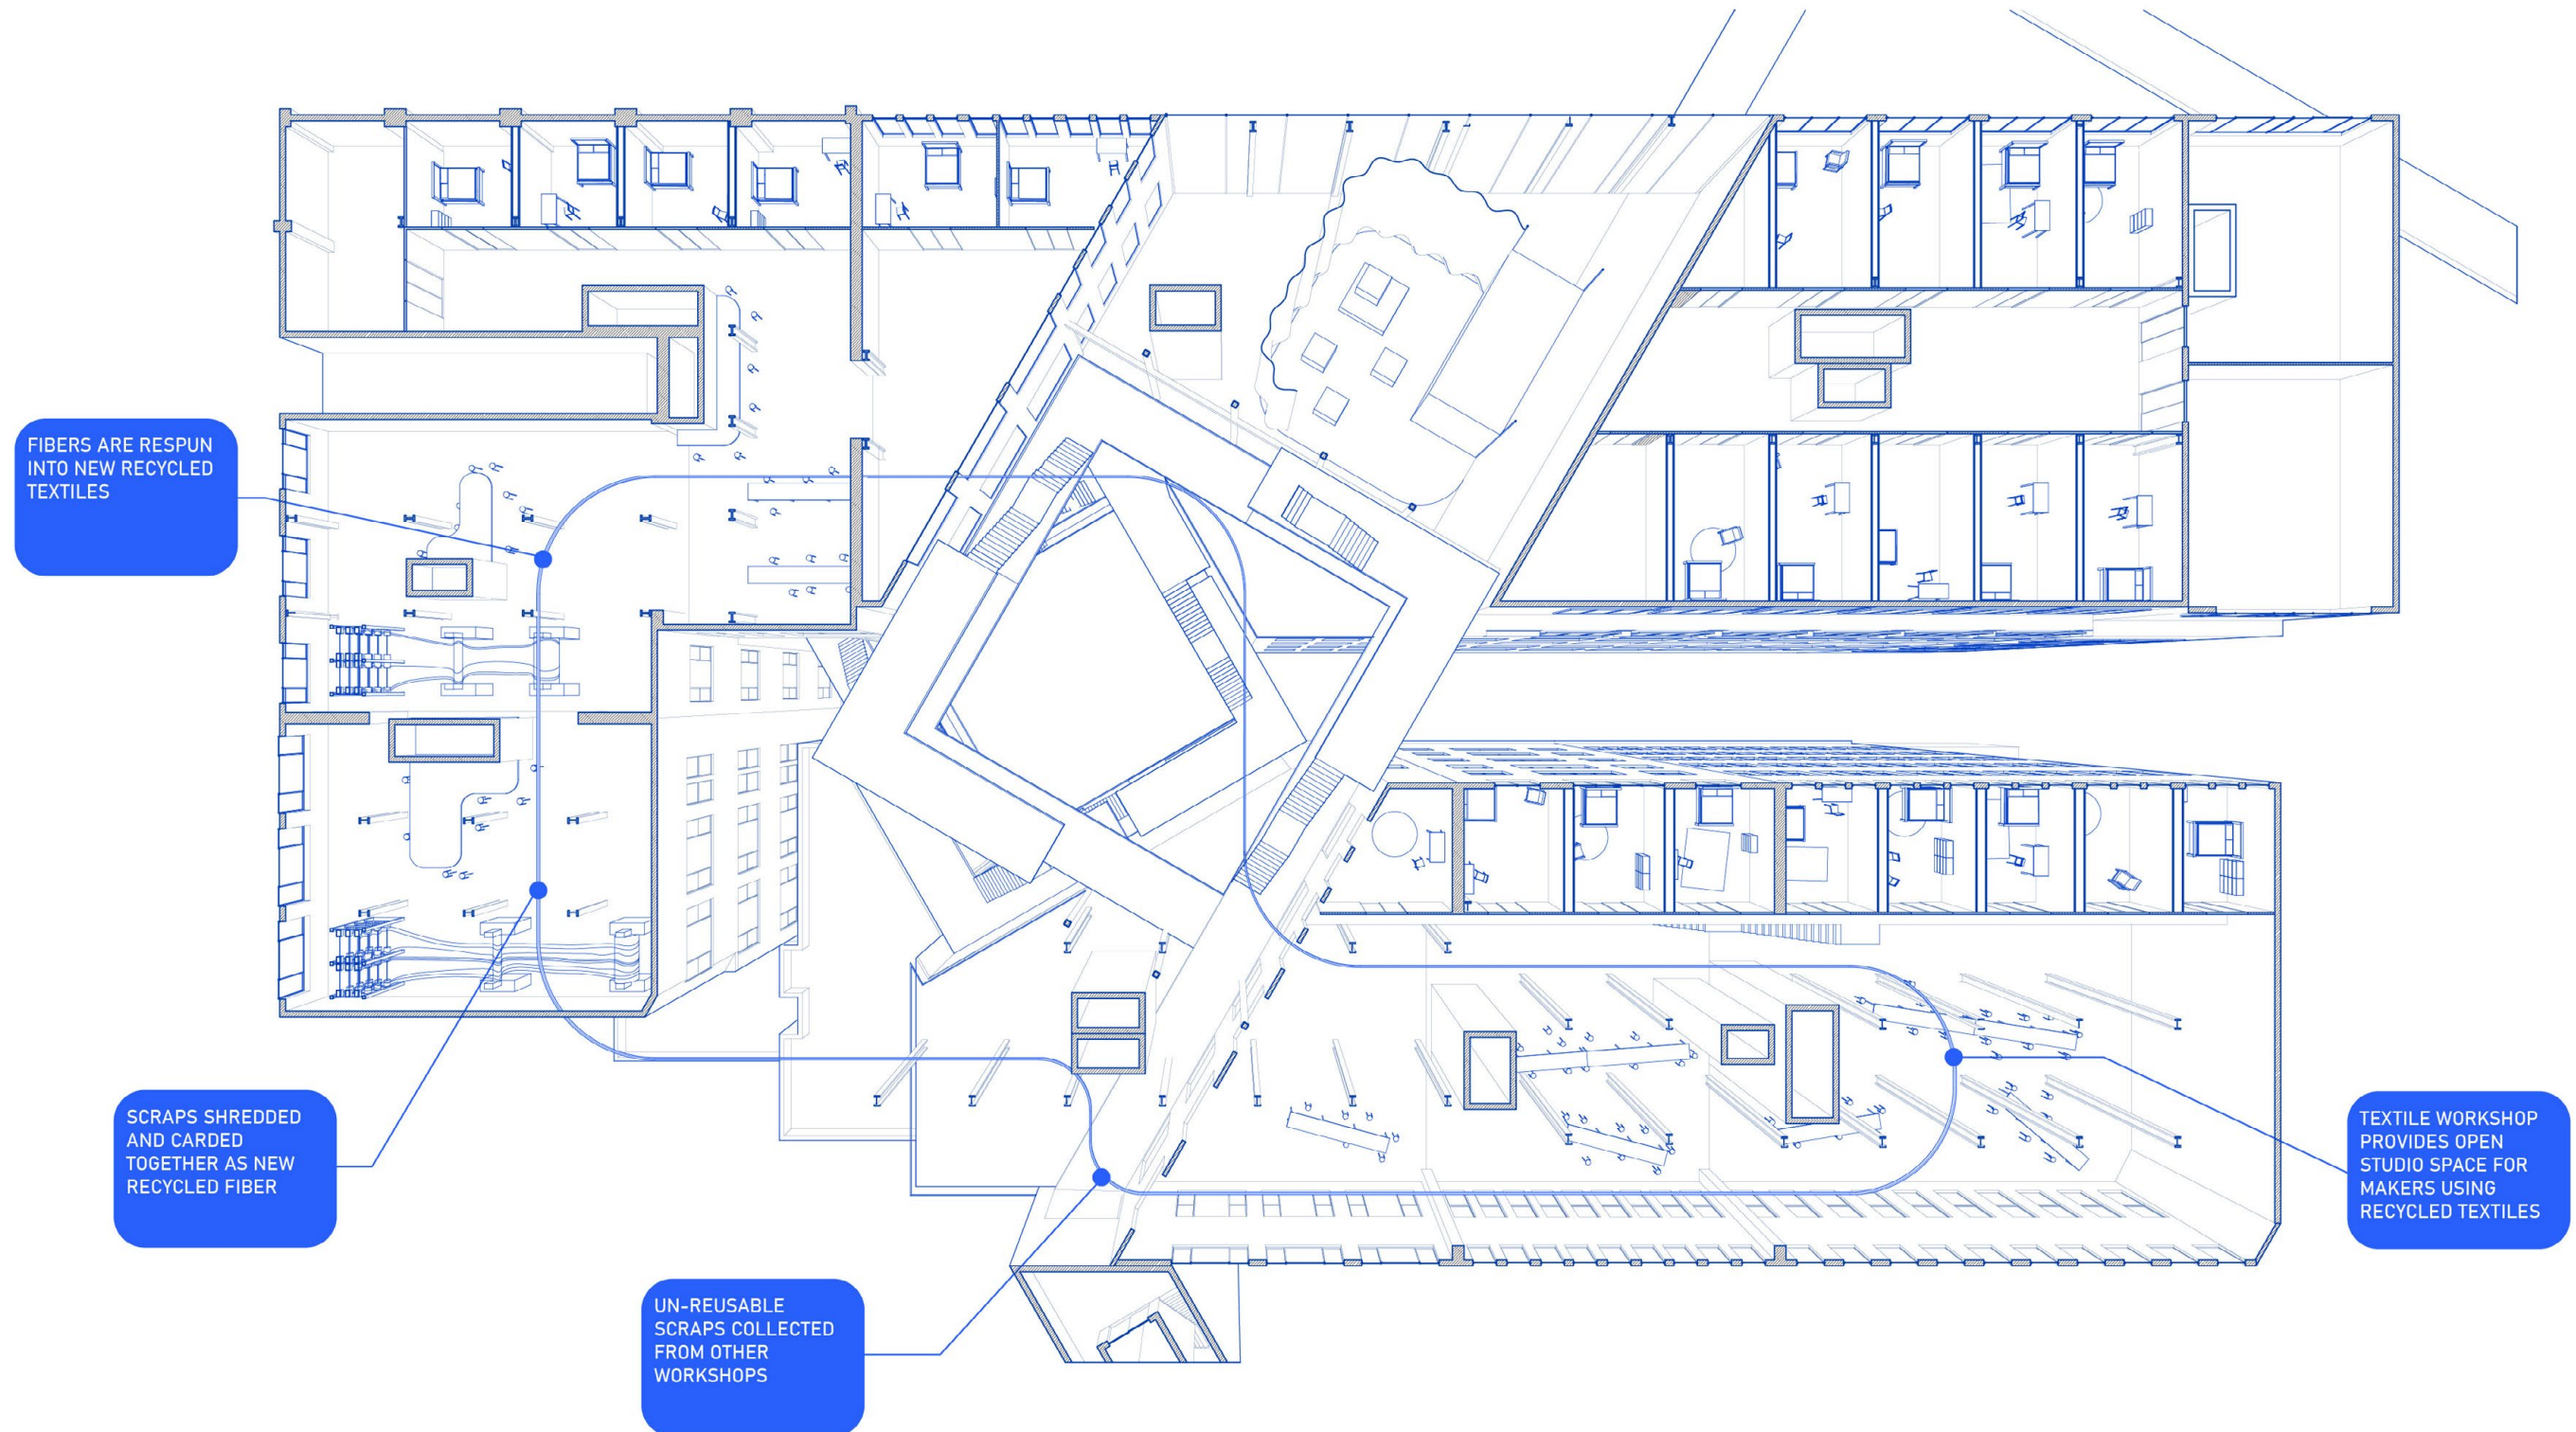 FIBERS ARE RESPUN
INTO NEW RECYCLED
TEXTILES
SCRAPS SHREDDED
AND CARDED
TOGETHER AS NEW
RECYCLED FIBER
UN-REUSABLE
SCRAPS COLLECTED
FROM OTHER
WORKSHOPS
TEXTILE WORKSHOP
PROVIDES OPEN
STUDIO SPACE FOR
MAKERS USING
RECYCLED TEXTILES